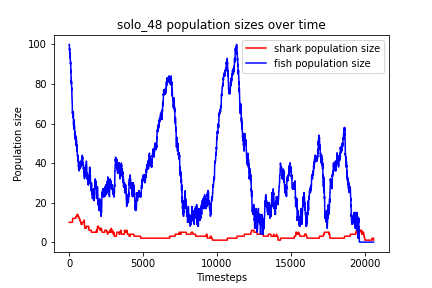 solo_48 population sizes over time
shark population size
fish population size
Population size
100
80
60
40
20
0
0
5000
10000
15000
20000
Timesteps